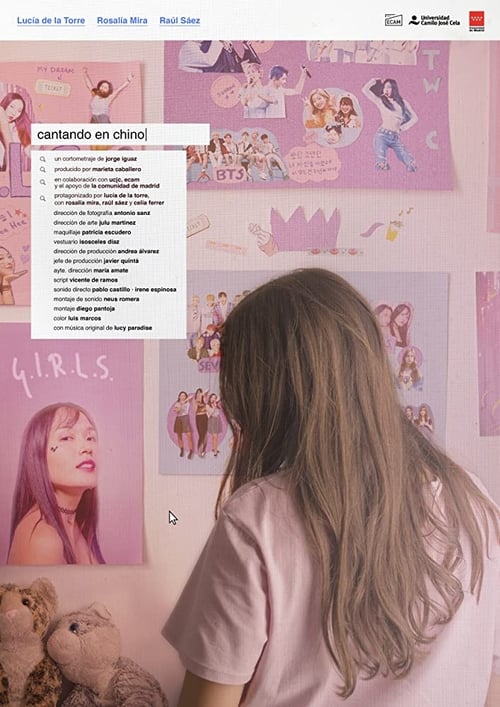 Lucía de la Torre Rosalía Mira Raúl Sáez
ECAM
Universidad
Camilo José Cela
MY DREAM
TICKET
TWC
BTS
cantando en chino
un cortometraje de jorge iguaz
producido por marieta caballero
en colaboración con ucjc, ecam
y el apoyo de la comunidad de madrid
protagonizado por lucía de la torre,
con rosalía mira, raúl sáez y celia ferrer
dirección de fotografía antonio sanz
dirección de arte julu martínez
maquillaje patricia escudero
vestuario isosceles díaz
dirección de producción andrea álvarez
jefe de producción javier quintá
ayte. dirección maría amate
script vicente de ramos
sonido directo pablo castillo · irene espinosa
montaje de sonido neus romera
montaje diego pantoja
color luis marcos
con música original de lucy paradise
SEV
G.I.R.L.S.